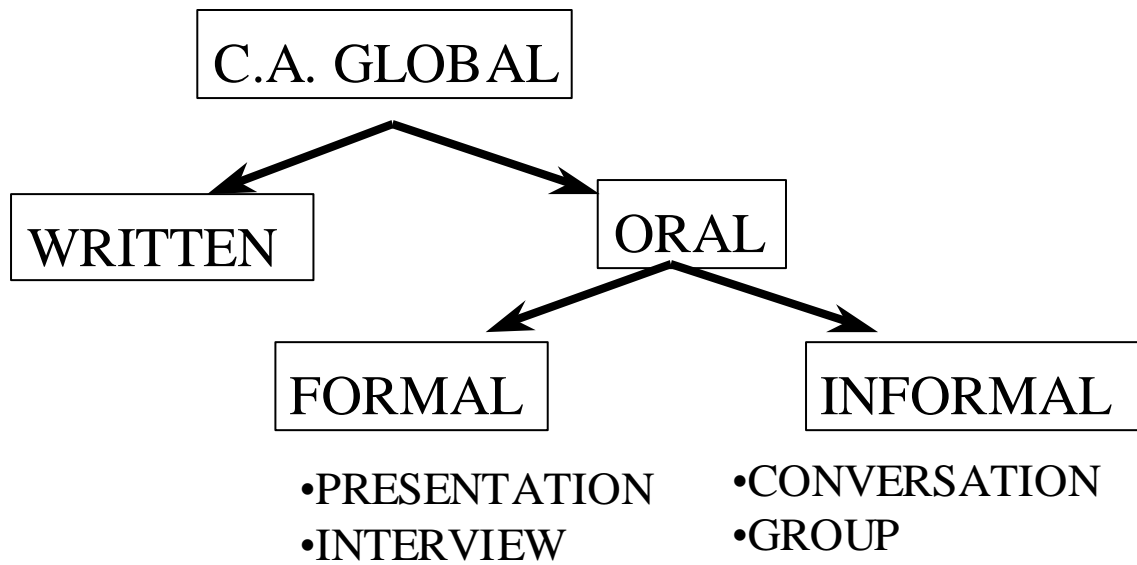 C.A. GLOBAL
WRITTEN
ORAL
FORMAL
INFORMAL
•PRESENTATION
•INTERVIEW
•CONVERSATION
•GROUP